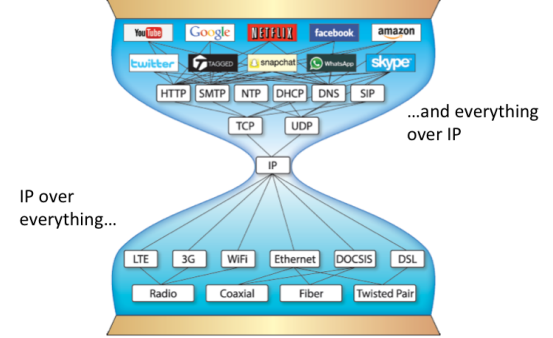 YouTube Google NETFLIX facebook amazon
twitter TAGGED snapchat WhatsApp skype
HTTP SMTP NTP DHCP DNS SIP
…and everything
over IP
TCP UDP
IP
IP over
everything…
LTE 3G WiFi Ethernet DOCSIS DSL
Radio Coaxial Fiber Twisted Pair